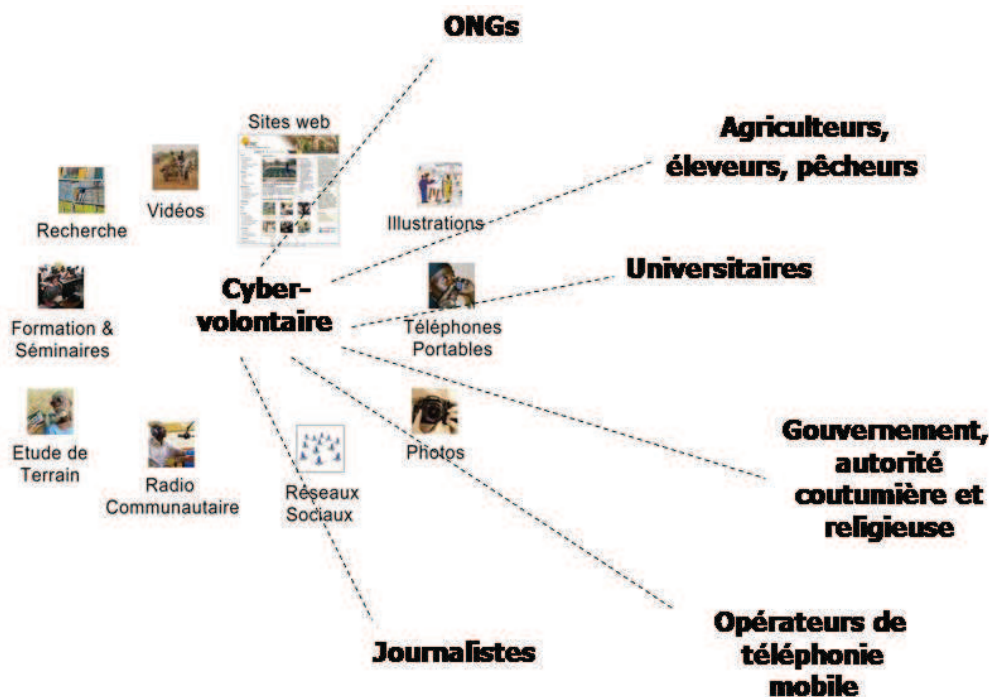 ONGs
Sites web
Agriculteurs,
éleveurs, pêcheurs
Vidéos
Recherche
Illustrations
Universitaires
Cyber-
volontaire
Formation &
Séminaires
Téléphones
Portables
Gouvernement,
autorité
coutumière et
religieuse
Etude de
Terrain
Radio
Communautaire
Réseaux
Sociaux
Photos
Journalistes
Opérateurs de
téléphonie
mobile